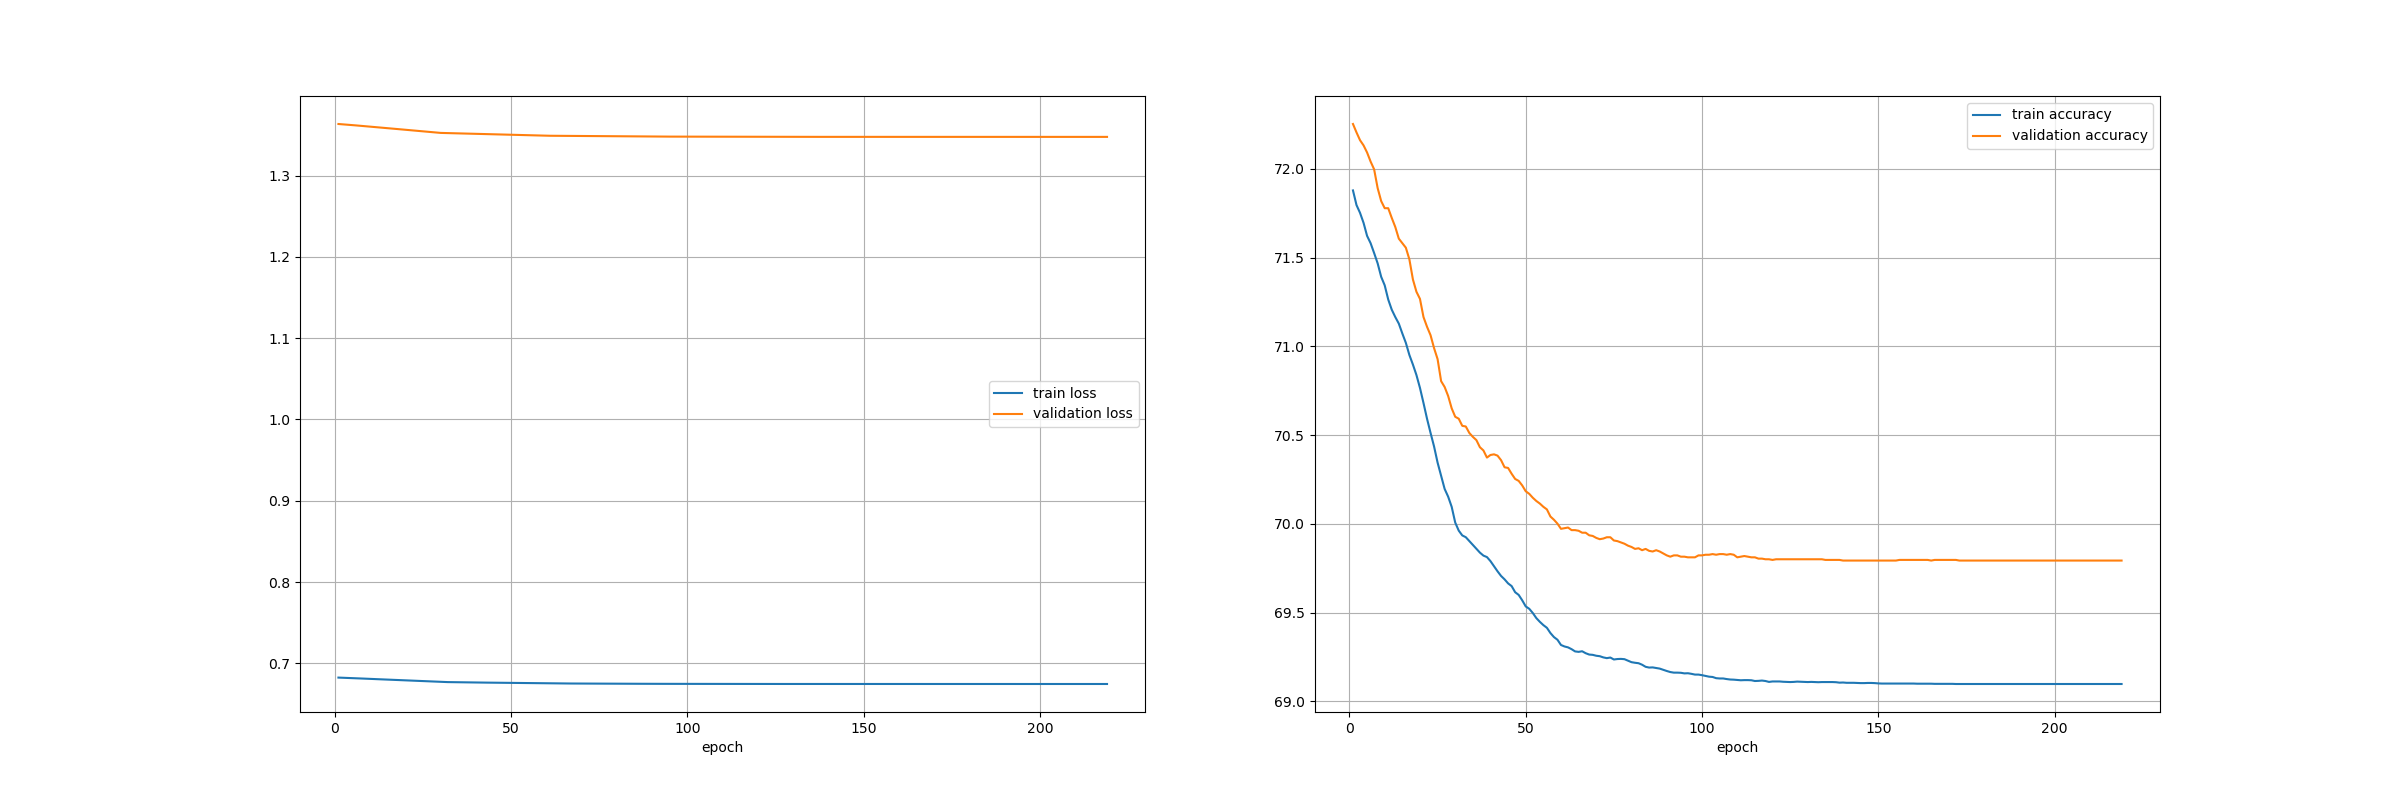 1.3
1.2
1.1
1.0
0.9
0.8
0.7
0 50 100 150 200
epoch
train loss
validation loss
72.0
71.5
71.0
70.5
70.0
69.5
69.0
0 50 100 150 200
epoch
train accuracy
validation accuracy